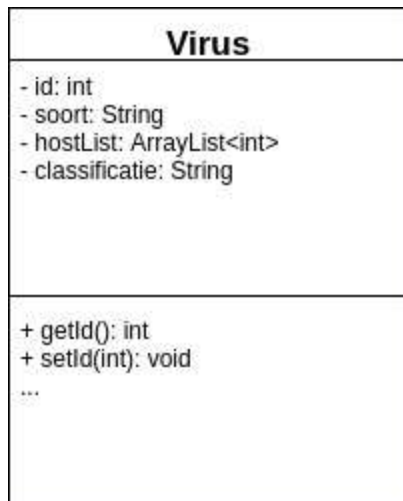 Virus
- id: int
- soort: String
- hostList: ArrayList<int>
- classificatie: String
+ getId(): int
+ setId(int): void
...